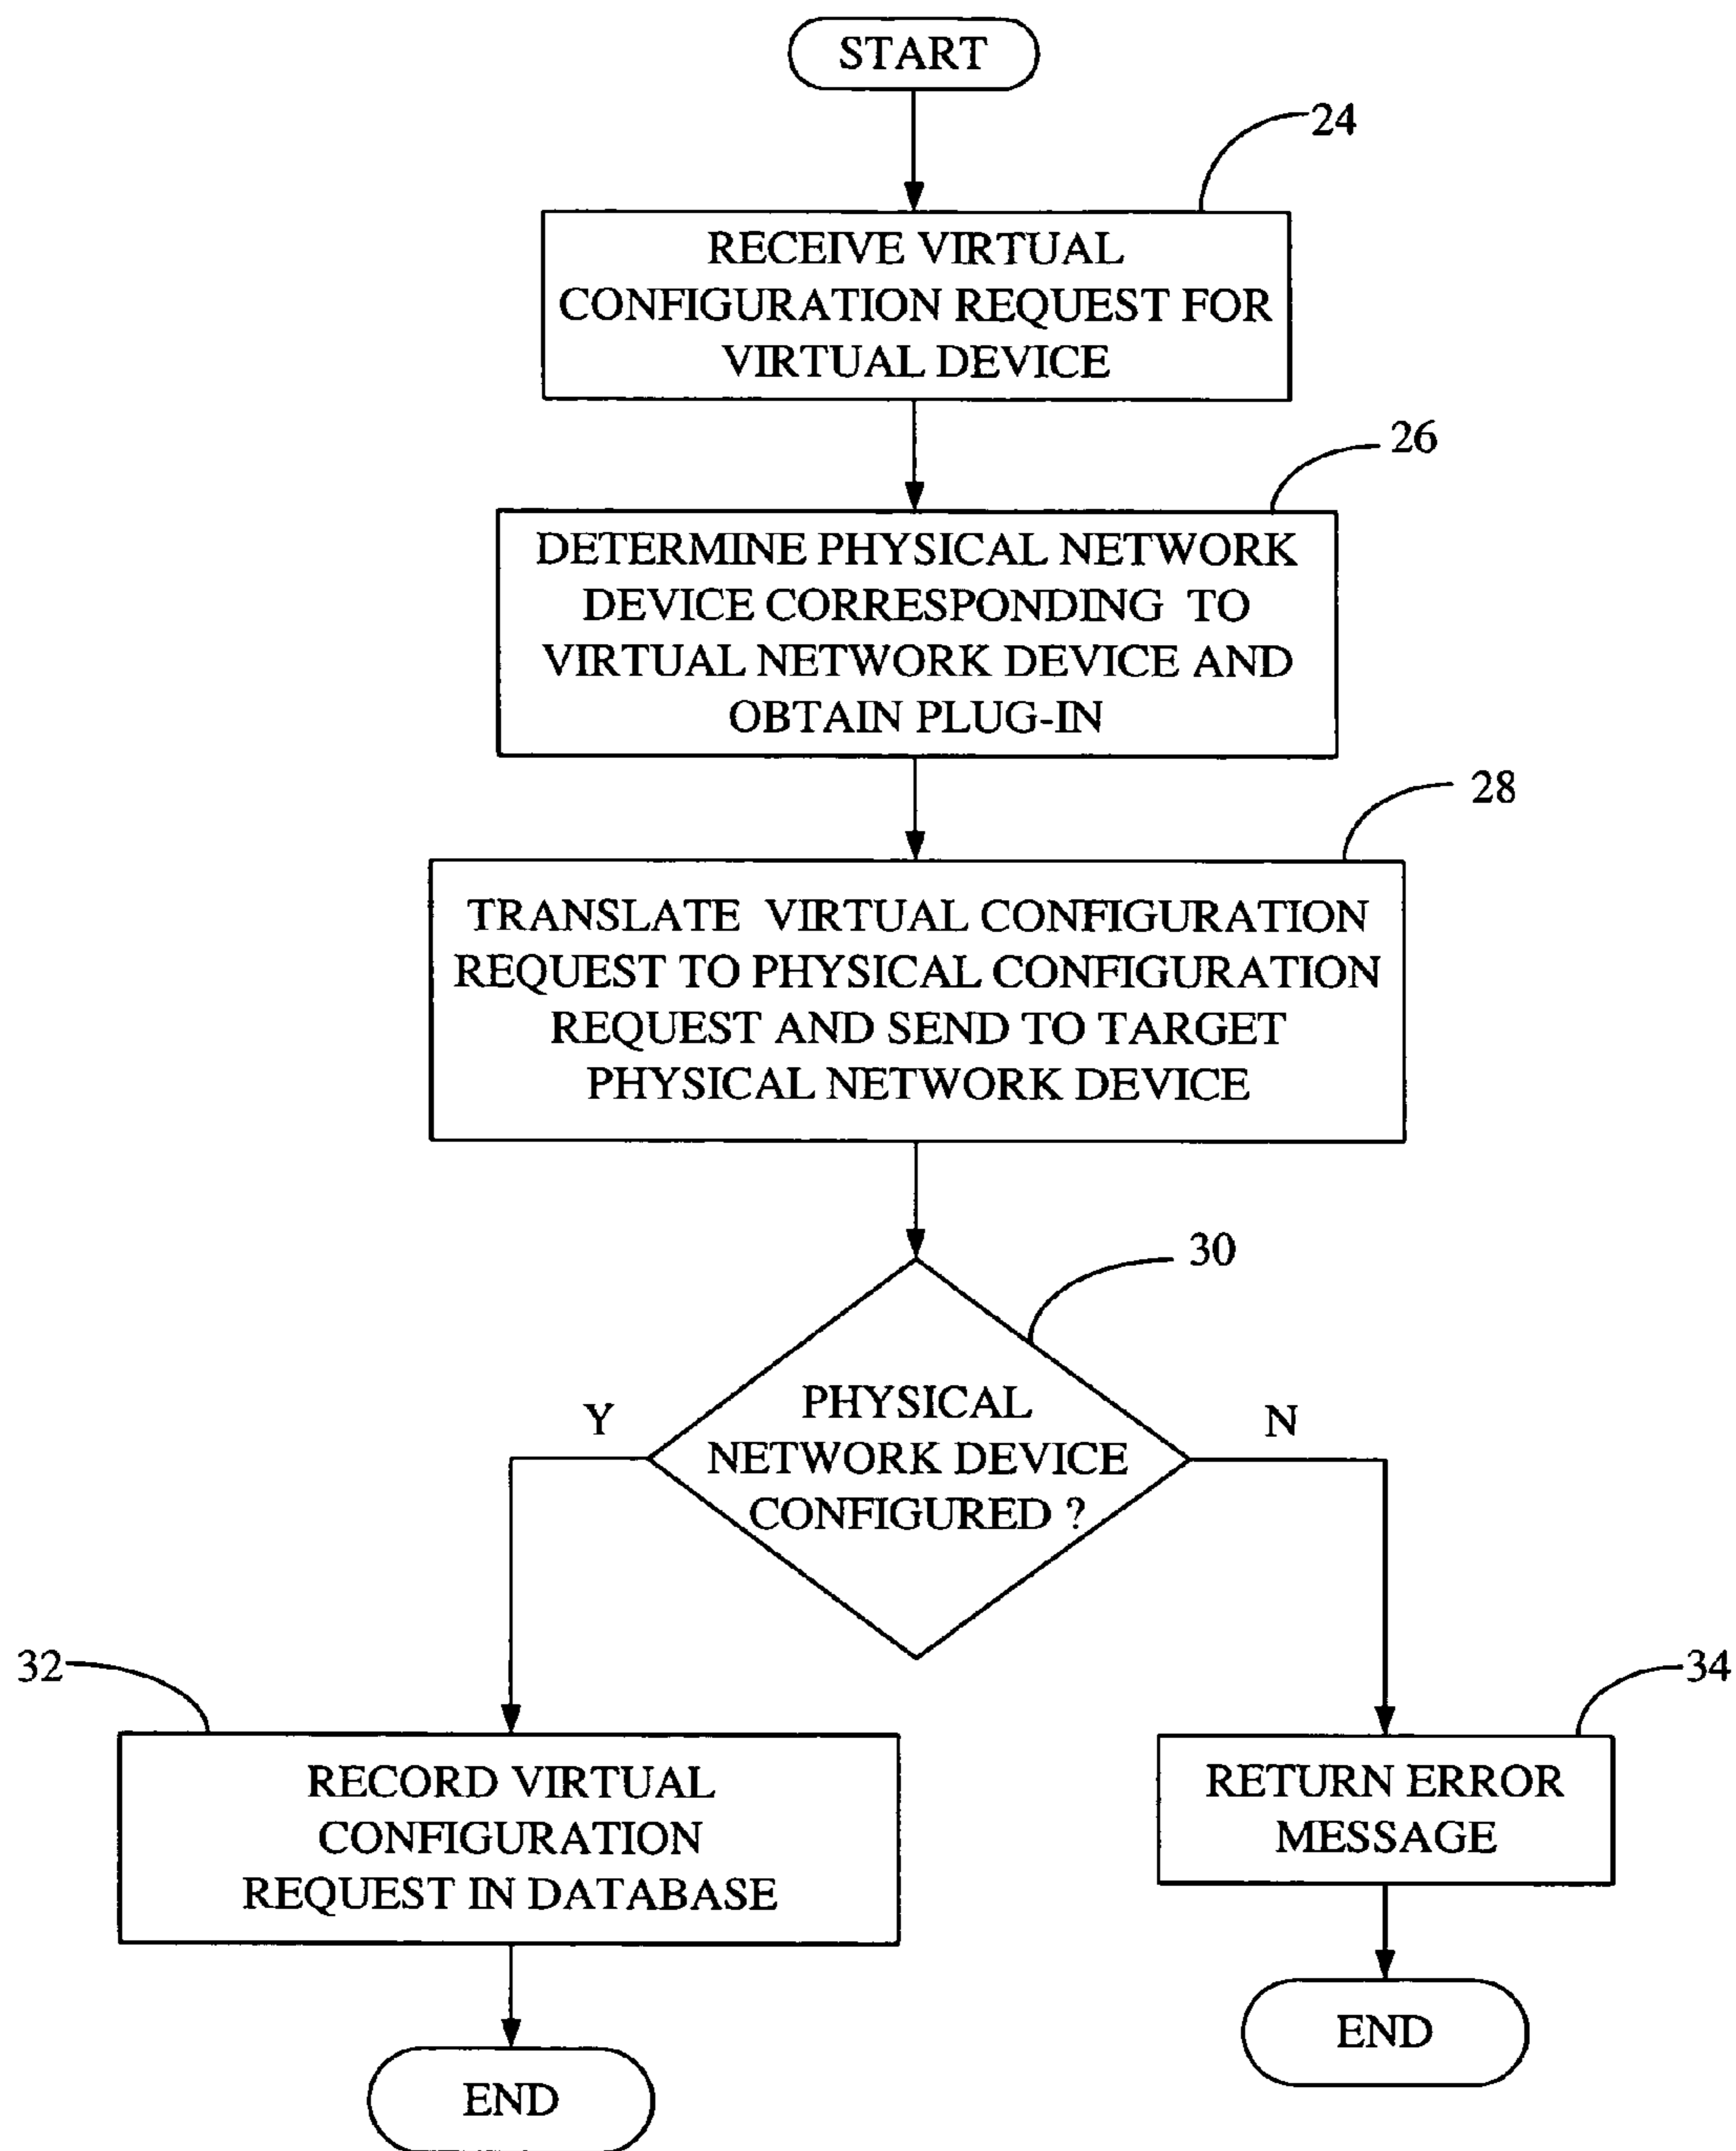 START
24
RECEIVE VIRTUAL
CONFIGURATION REQUEST FOR
VIRTUAL DEVICE
26
DETERMINE PHYSICAL NETWORK
DEVICE CORRESPONDING TO
VIRTUAL NETWORK DEVICE AND
OBTAIN PLUG-IN
28
TRANSLATE VIRTUAL CONFIGURATION
REQUEST TO PHYSICAL CONFIGURATION
REQUEST AND SEND TO TARGET
PHYSICAL NETWORK DEVICE
30
PHYSICAL
NETWORK DEVICE
CONFIGURED ?
Y
N
32
RECORD VIRTUAL
CONFIGURATION
REQUEST IN DATABASE
34
RETURN ERROR
MESSAGE
END
END